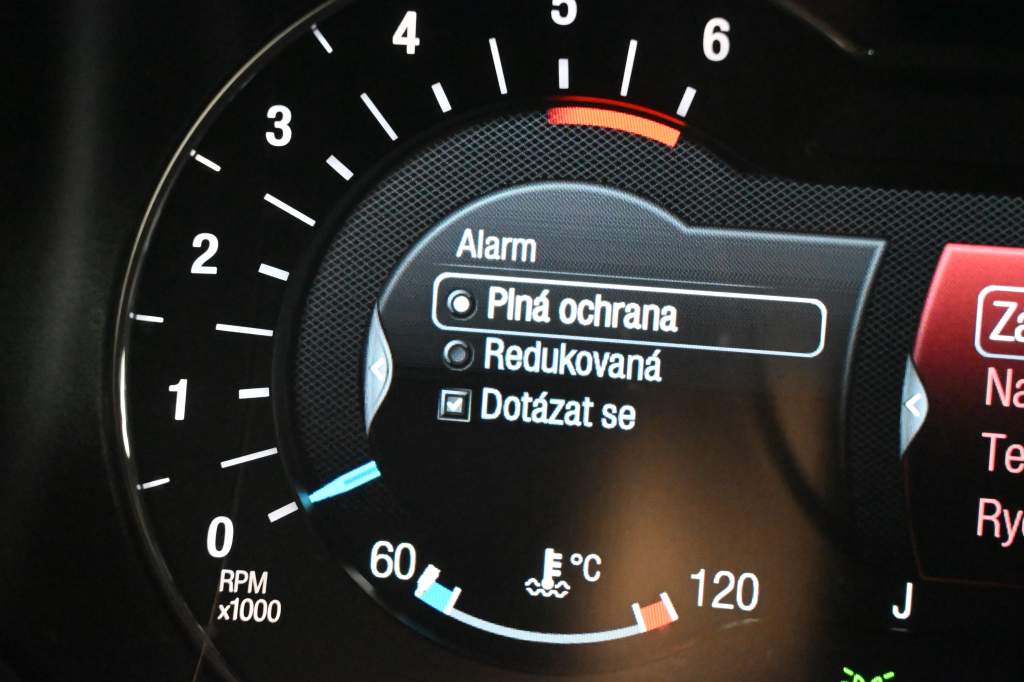 4
5
6
3
2
1
0
RPM
x1000
Alarm
Plná ochrana
Redukovaná
Dotázat se
60
°C
120
J